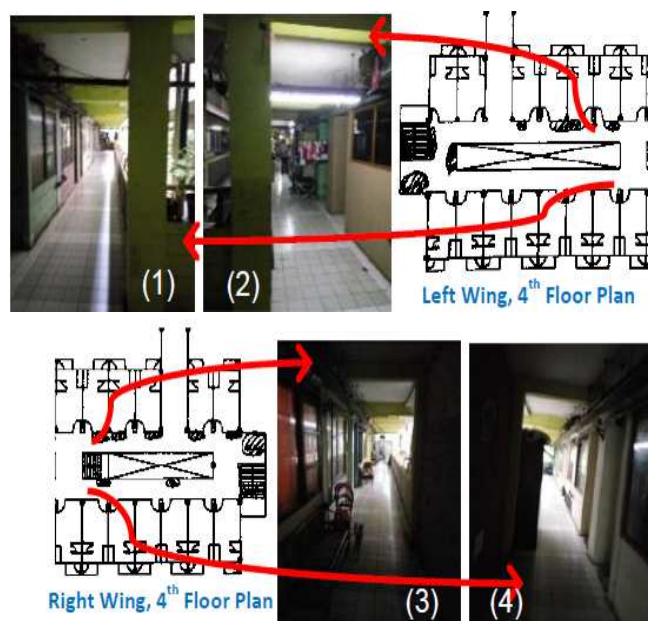 (1)
(2)
Left Wing, 4th Floor Plan
Right Wing, 4th Floor Plan
(3)
(4)